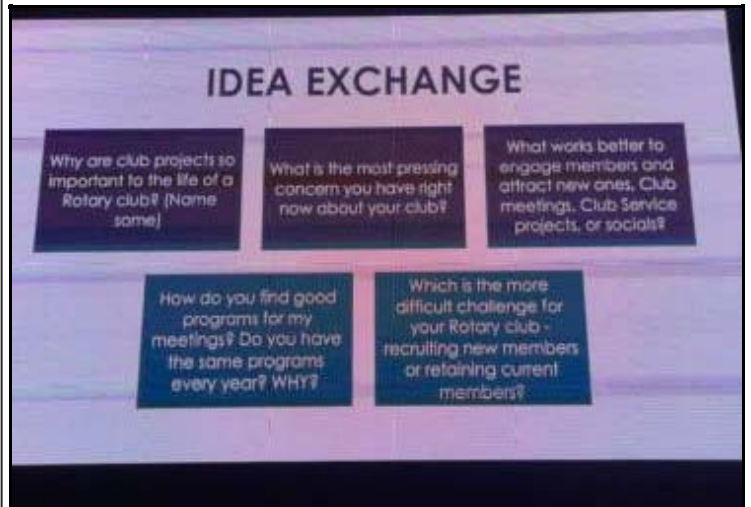 IDEA EXCHANGE
Why are club projects so
important to the life of a
Rotary club? (Name
some)
What is the most pressing
concern you have right
now about your club?
What works better to
engage members and
attract new ones, Club
meetings, Club Service
projects, or socials?
How do you find good
programs for my
meetings? Do you have
the same programs
every year? WHY?
Which is the more
difficult challenge for
your Rotary club -
recruiting new members
or retaining current
members?